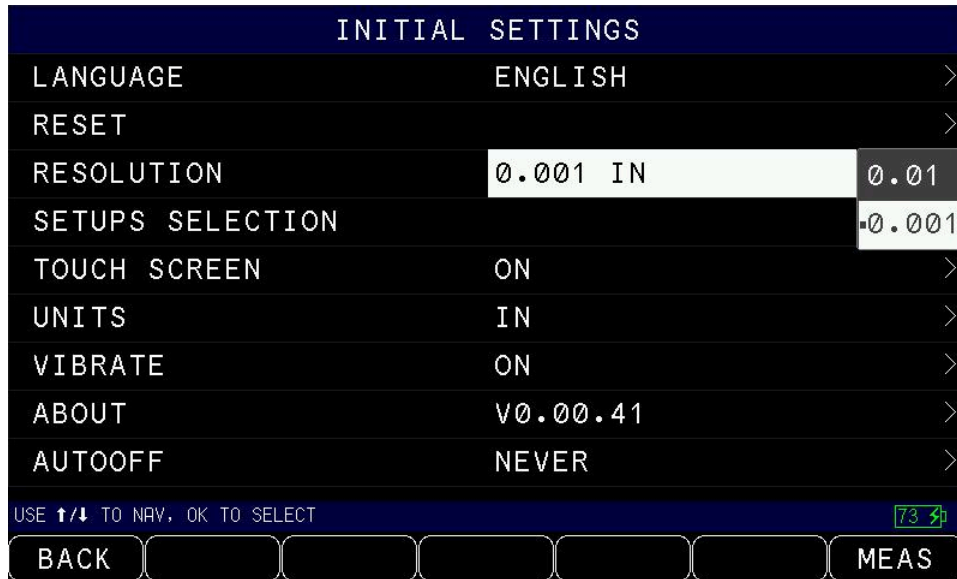 INITIAL SETTINGS
LANGUAGE ENGLISH >
RESET >
RESOLUTION 0.001 IN 0.01
SETUPS SELECTION ▪0.001
TOUCH SCREEN ON >
UNITS IN >
VIBRATE ON >
ABOUT V0.00.41 >
AUTOOFF NEVER >
USE ⬆/⬇ TO NAV, OK TO SELECT 73
BACK MEAS